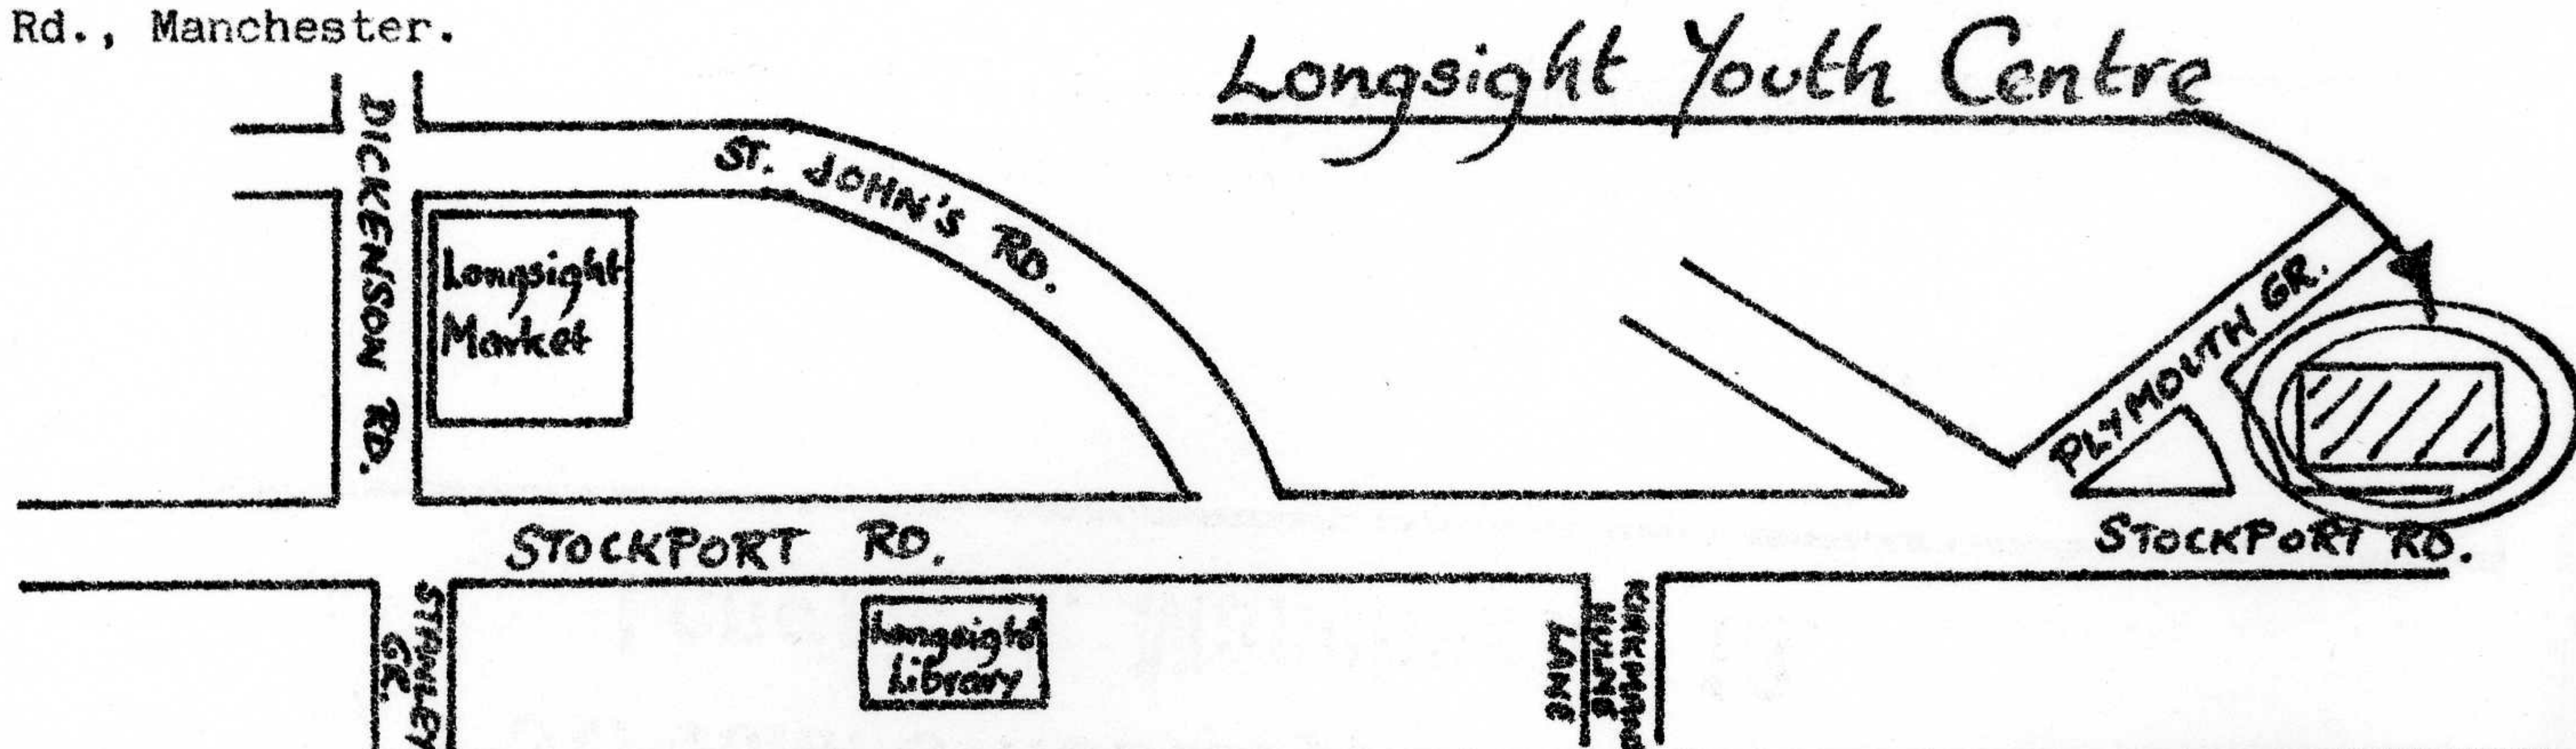 Rd., Manchester.
Longsight Youth Centre
DICKENSON RD.
ST. JOHN'S RD.
Longsight
Market
PLYMOUTH GR.
STOCKPORT RD.
STOCKPORT RD.
STANLEY
GR.
Longsight
Library
KIRKMANSHULME
LANE